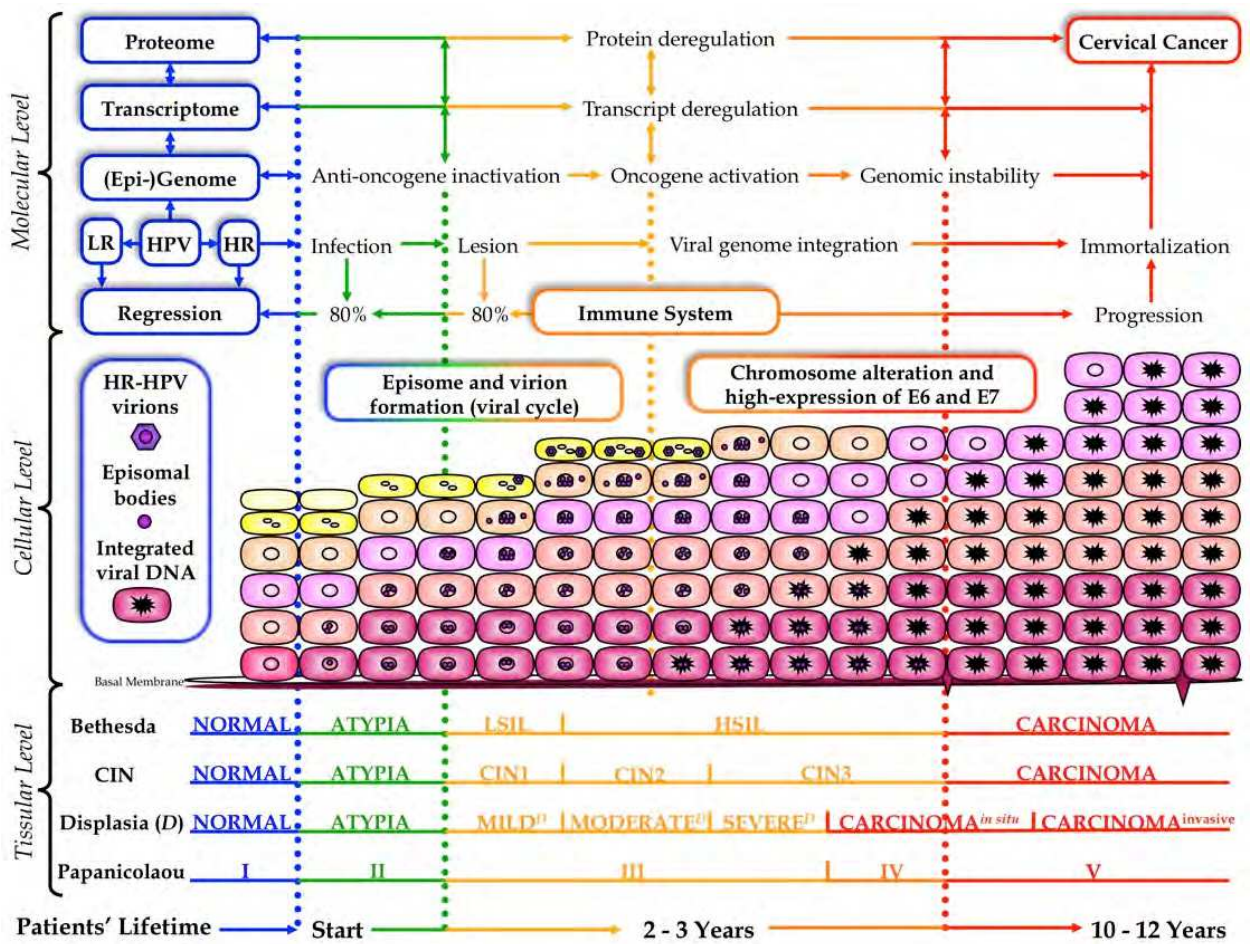 Molecular Level
Proteome
Protein deregulation
Cervical Cancer
Transcriptome
Transcript deregulation
(Epi-)Genome
Anti-oncogene inactivation
Oncogene activation
Genomic instability
LR
HPV
HR
Infection
Lesion
Viral genome integration
Immortalization
Regression
80%
80%
Immune System
Progression
Cellular Level
HR-HPV
virions
Episomal
bodies
Integrated
viral DNA
Episome and virion
formation (viral cycle)
Chromosome alteration and
high-expression of E6 and E7
Basal Membrane
Tissular Level
Bethesda
NORMAL
ATYPIA
LSIL
HSIL
CARCINOMA
CIN
NORMAL
ATYPIA
CIN1
CIN2
CIN3
CARCINOMA
Displasia (D)
NORMAL
ATYPIA
MILD D
MODERATE D
SEVERE D
CARCINOMA in situ
CARCINOMA invasive
Papanicolaou
I
II
III
IV
V
Patients' Lifetime
Start
2 - 3 Years
10 - 12 Years